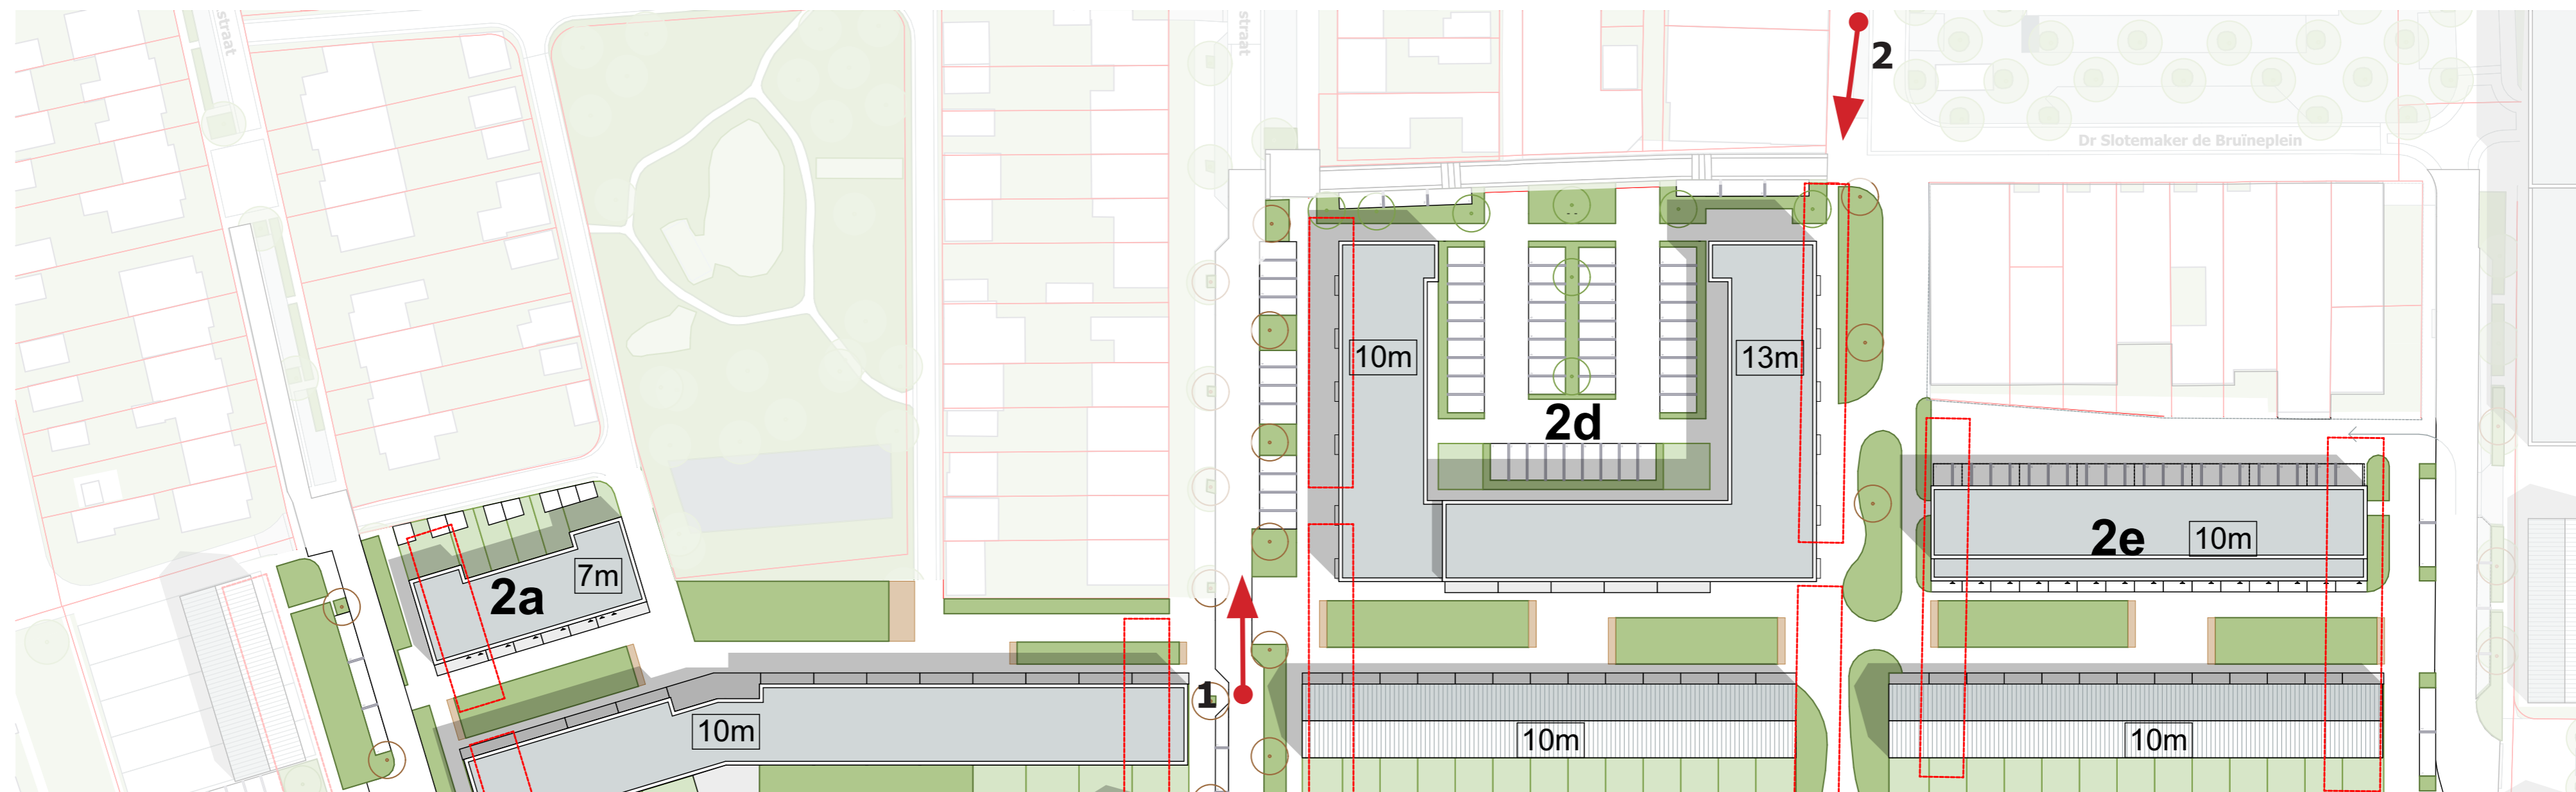 straat
straat
2
Dr Slotemaker de Bruïneplein
10m
13m
2d
2e
10m
7m
2a
1
10m
10m
10m